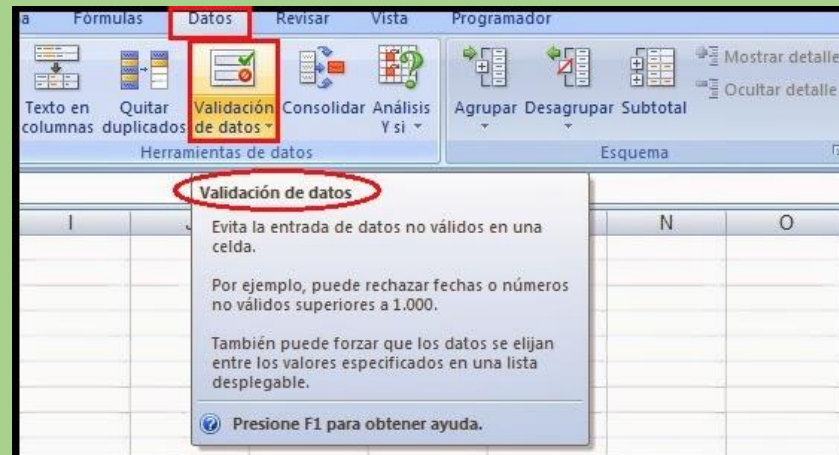 Fórmulas Datos Revisar Vista Programador
Texto en columnas
Quitar duplicados
Validación de datos
Consolidar
Análisis Y si
Agrupar
Desagrupar
Subtotal
Mostrar detalle
Ocultar detalle
Herramientas de datos
Esquema
Validación de datos
Evita la entrada de datos no válidos en una
celda.
Por ejemplo, puede rechazar fechas o números
no válidos superiores a 1.000.
También puede forzar que los datos se elijan
entre los valores especificados en una lista
desplegable.
Presione F1 para obtener ayuda.
I N O